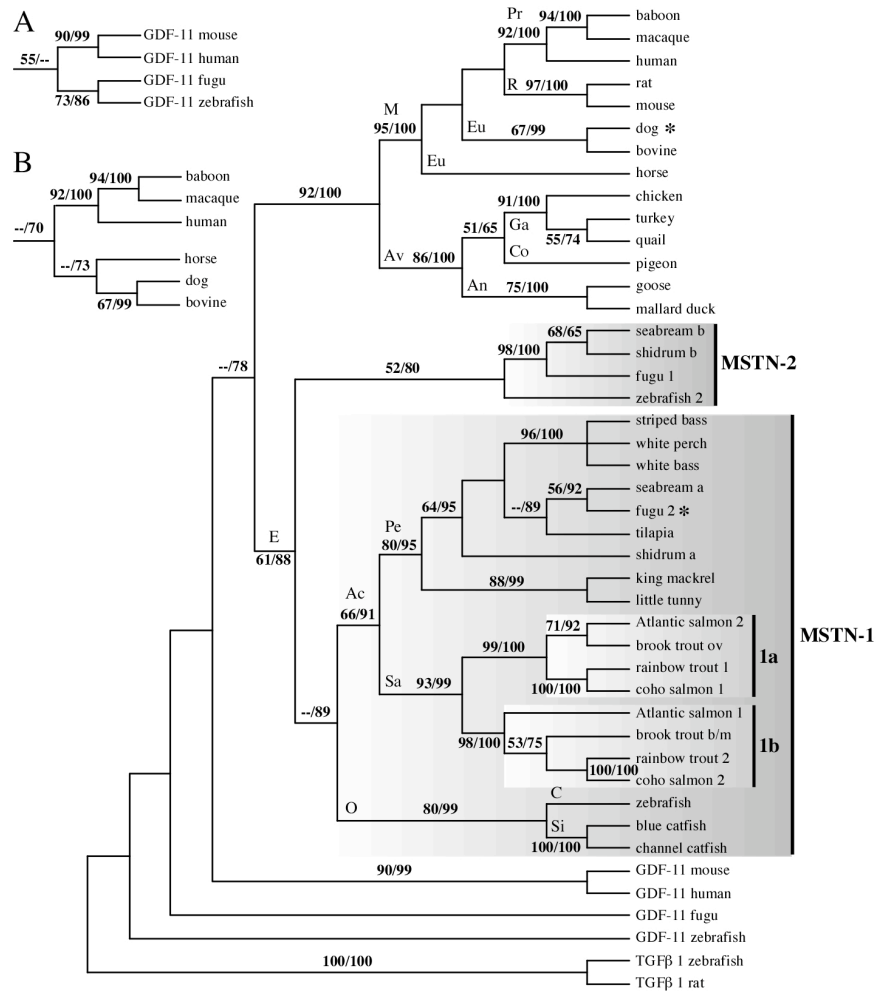 A
90/99
GDF-11 mouse
55/--
GDF-11 human
GDF-11 fugu
73/86
GDF-11 zebrafish
B
94/100
baboon
92/100
macaque
human
--/70
--/73
horse
dog
67/99
bovine
Pr
94/100
baboon
92/100
macaque
human
R
97/100
rat
mouse
M
95/100
Eu
67/99
dog *
bovine
Eu
horse
92/100
91/100
chicken
51/65
Ga
turkey
55/74
quail
Av
86/100
Co
pigeon
An
75/100
goose
mallard duck
68/65
seabream b
98/100
shidrum b
MSTN-2
--/78
52/80
fugu 1
zebrafish 2
striped bass
96/100
white perch
white bass
56/92
seabream a
64/95
--/89
fugu 2 *
Pe
tilapia
E
80/95
shidrum a
61/88
88/99
king mackrel
little tunny
Ac
66/91
71/92
Atlantic salmon 2
MSTN-1
99/100
brook trout ov
1a
rainbow trout 1
Sa
93/99
100/100
coho salmon 1
--/89
Atlantic salmon 1
98/100
53/75
brook trout b/m
1b
rainbow trout 2
100/100
coho salmon 2
C
O
80/99
zebrafish
Si
blue catfish
100/100
channel catfish
90/99
GDF-11 mouse
GDF-11 human
GDF-11 fugu
GDF-11 zebrafish
100/100
TGFβ 1 zebrafish
TGFβ 1 rat